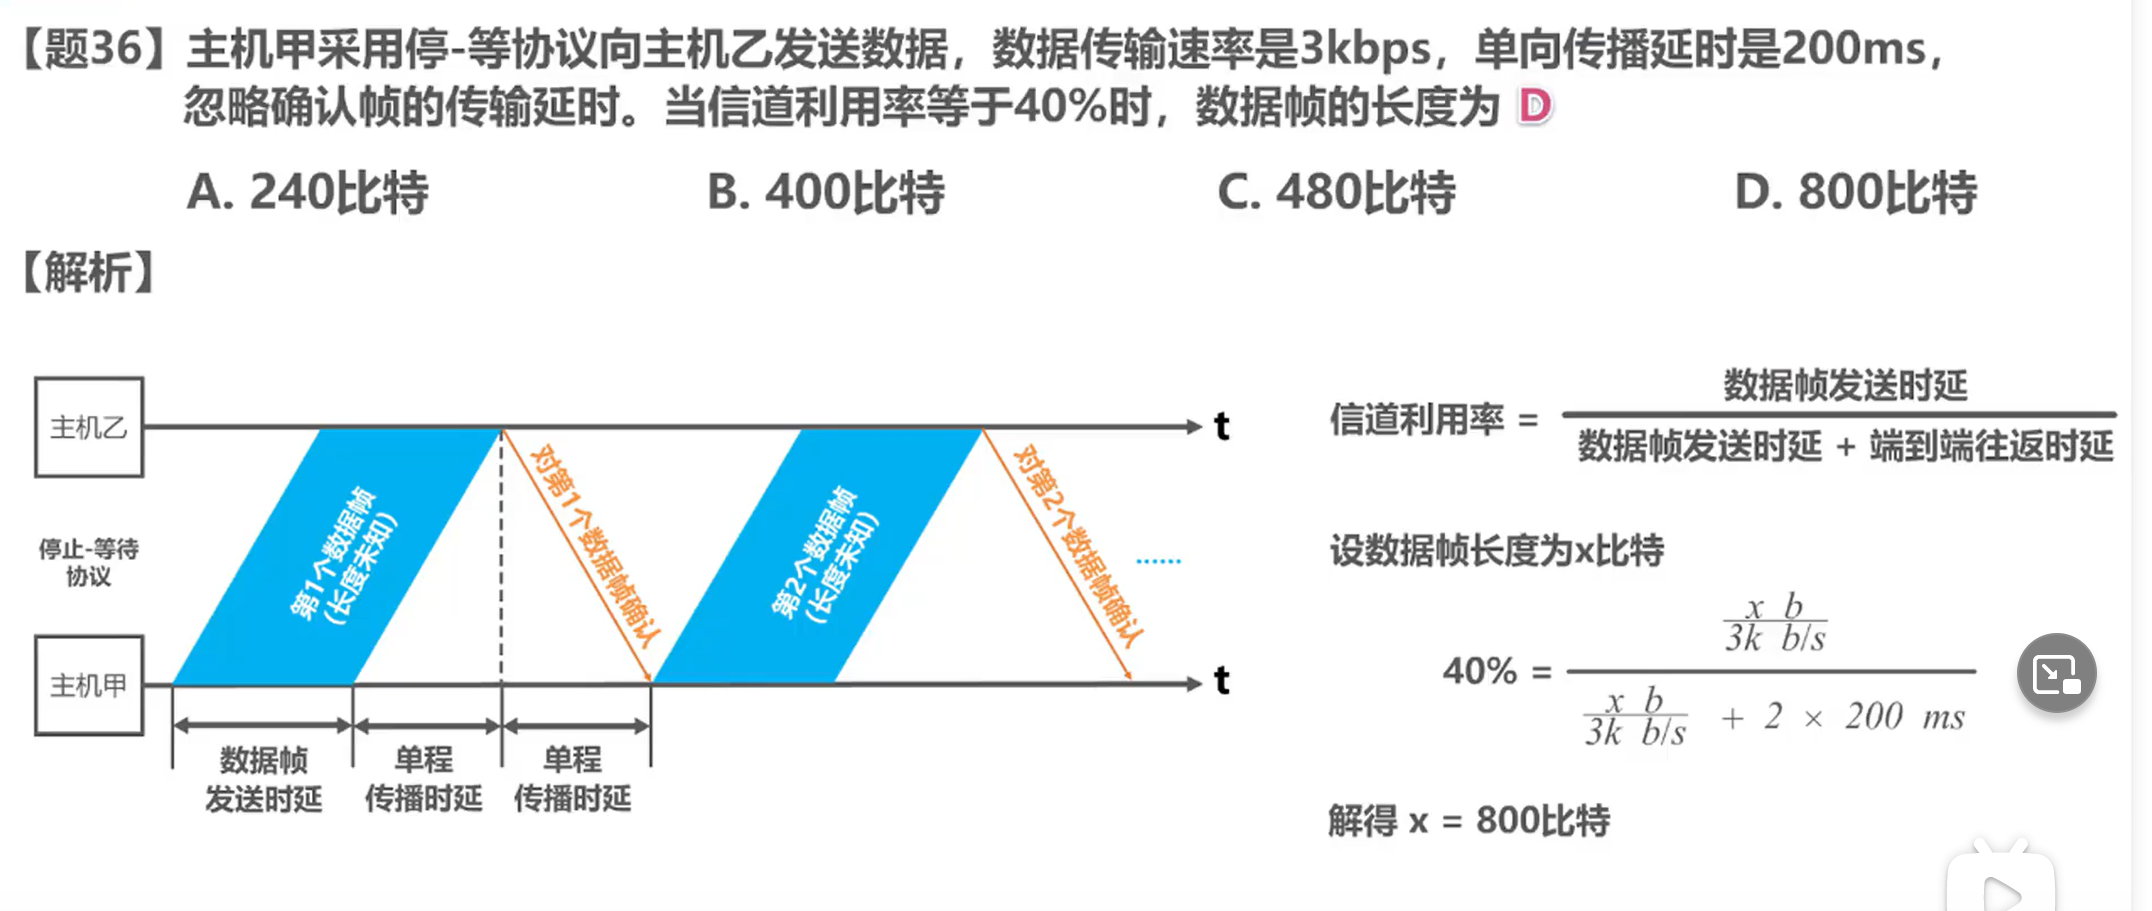 【题36】主机甲采用停-等协议向主机乙发送数据，数据传输速率是3kbps，单向传播延时是200ms，
忽略确认帧的传输延时。当信道利用率等于40%时，数据帧的长度为 D
A. 240比特 B. 400比特 C. 480比特 D. 800比特
【解析】
主机乙
t
停止-等待
协议
第1个数据帧
(长度未知)
对第1个数据帧确认
第2个数据帧
(长度未知)
对第2个数据帧确认
……
主机甲
t
数据帧
发送时延
单程
传播时延
单程
传播时延
数据帧发送时延
信道利用率 =
数据帧发送时延 + 端到端往返时延
设数据帧长度为x比特
x b
3k b/s
40% =
x b
3k b/s + 2 × 200 ms
解得 x = 800比特